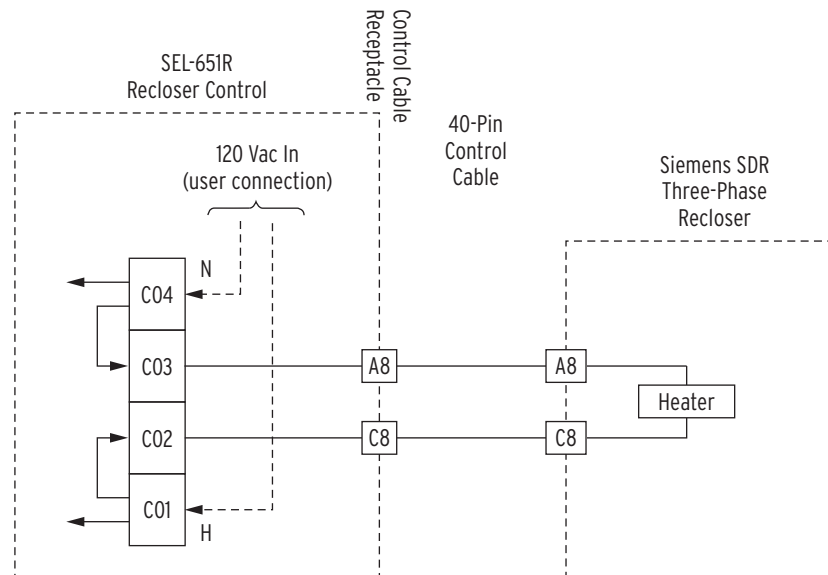 Control Cable
Receptacle
SEL-651R
Recloser Control
40-Pin
Control
Cable
120 Vac In
(user connection)
Siemens SDR
Three-Phase
Recloser
N
C04
C03
A8
A8
Heater
C02
C8
C8
C01
H